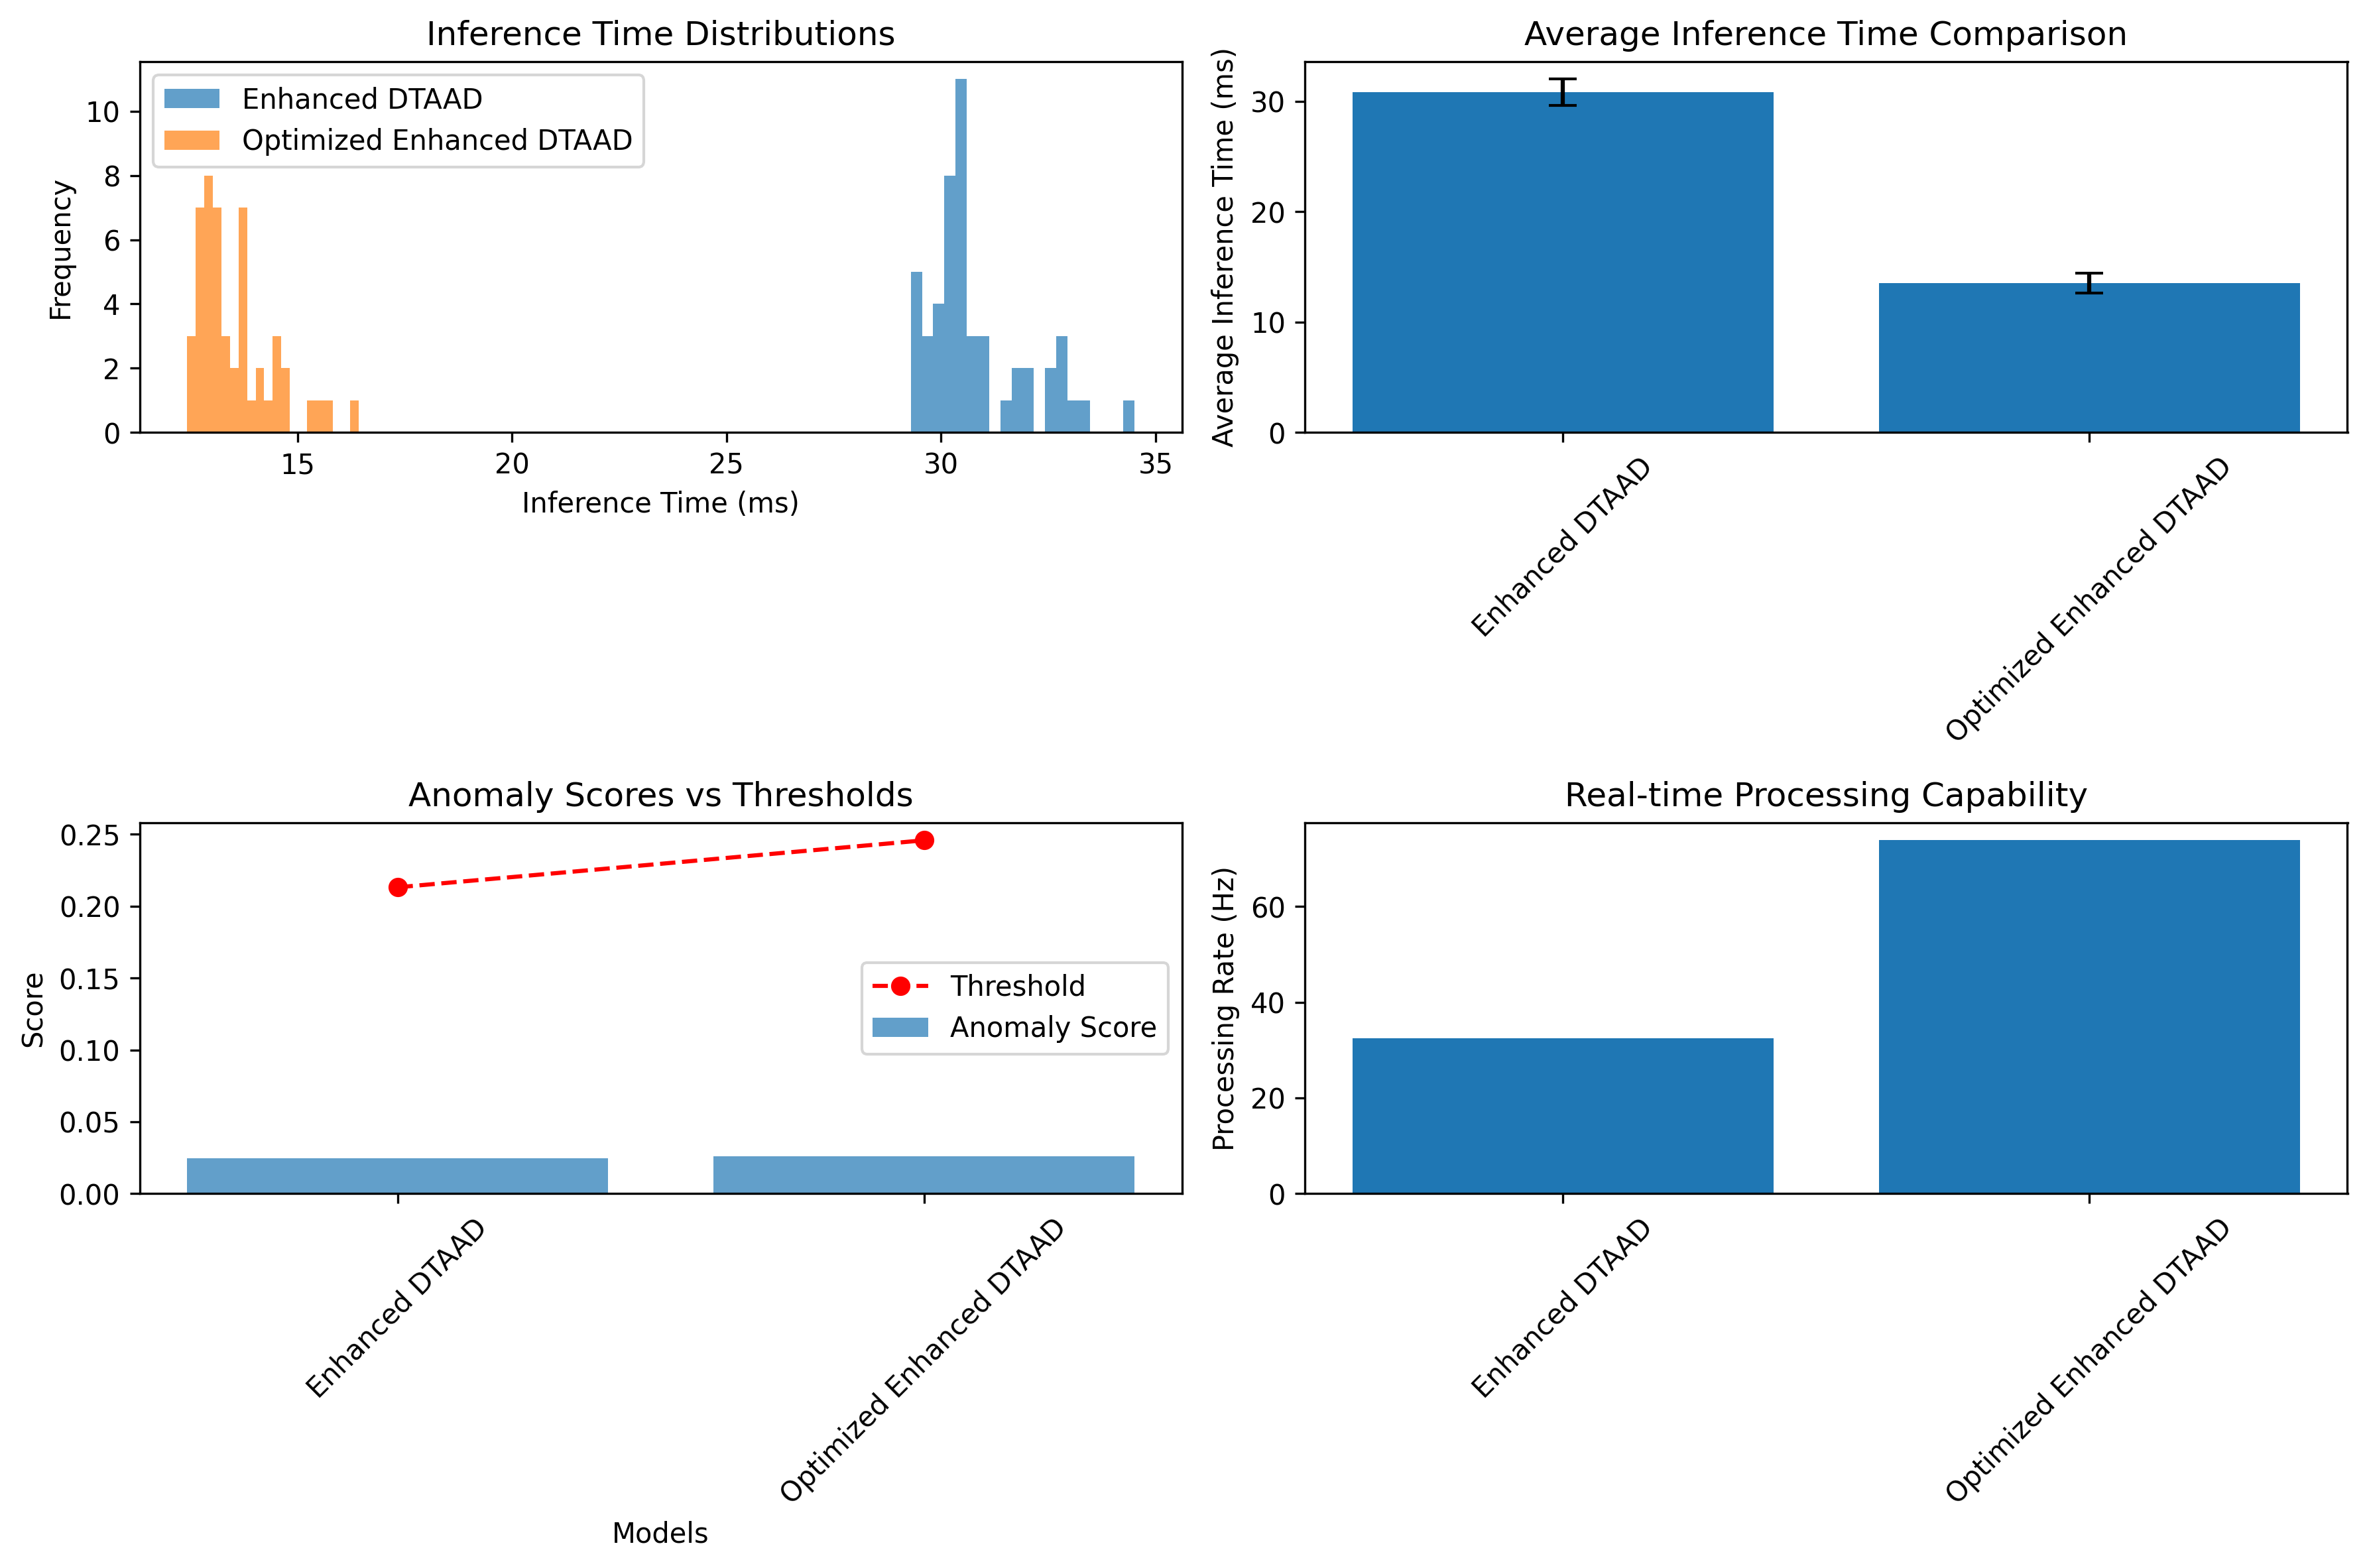 Inference Time Distributions
Enhanced DTAAD
Optimized Enhanced DTAAD
Frequency
10
8
6
4
2
0
15
20
25
30
35
Inference Time (ms)
Average Inference Time Comparison
Average Inference Time (ms)
30
20
10
0
Enhanced DTAAD
Optimized Enhanced DTAAD
Anomaly Scores vs Thresholds
Score
0.25
0.20
0.15
0.10
0.05
0.00
Threshold
Anomaly Score
Enhanced DTAAD
Optimized Enhanced DTAAD
Models
Real-time Processing Capability
Processing Rate (Hz)
60
40
20
0
Enhanced DTAAD
Optimized Enhanced DTAAD